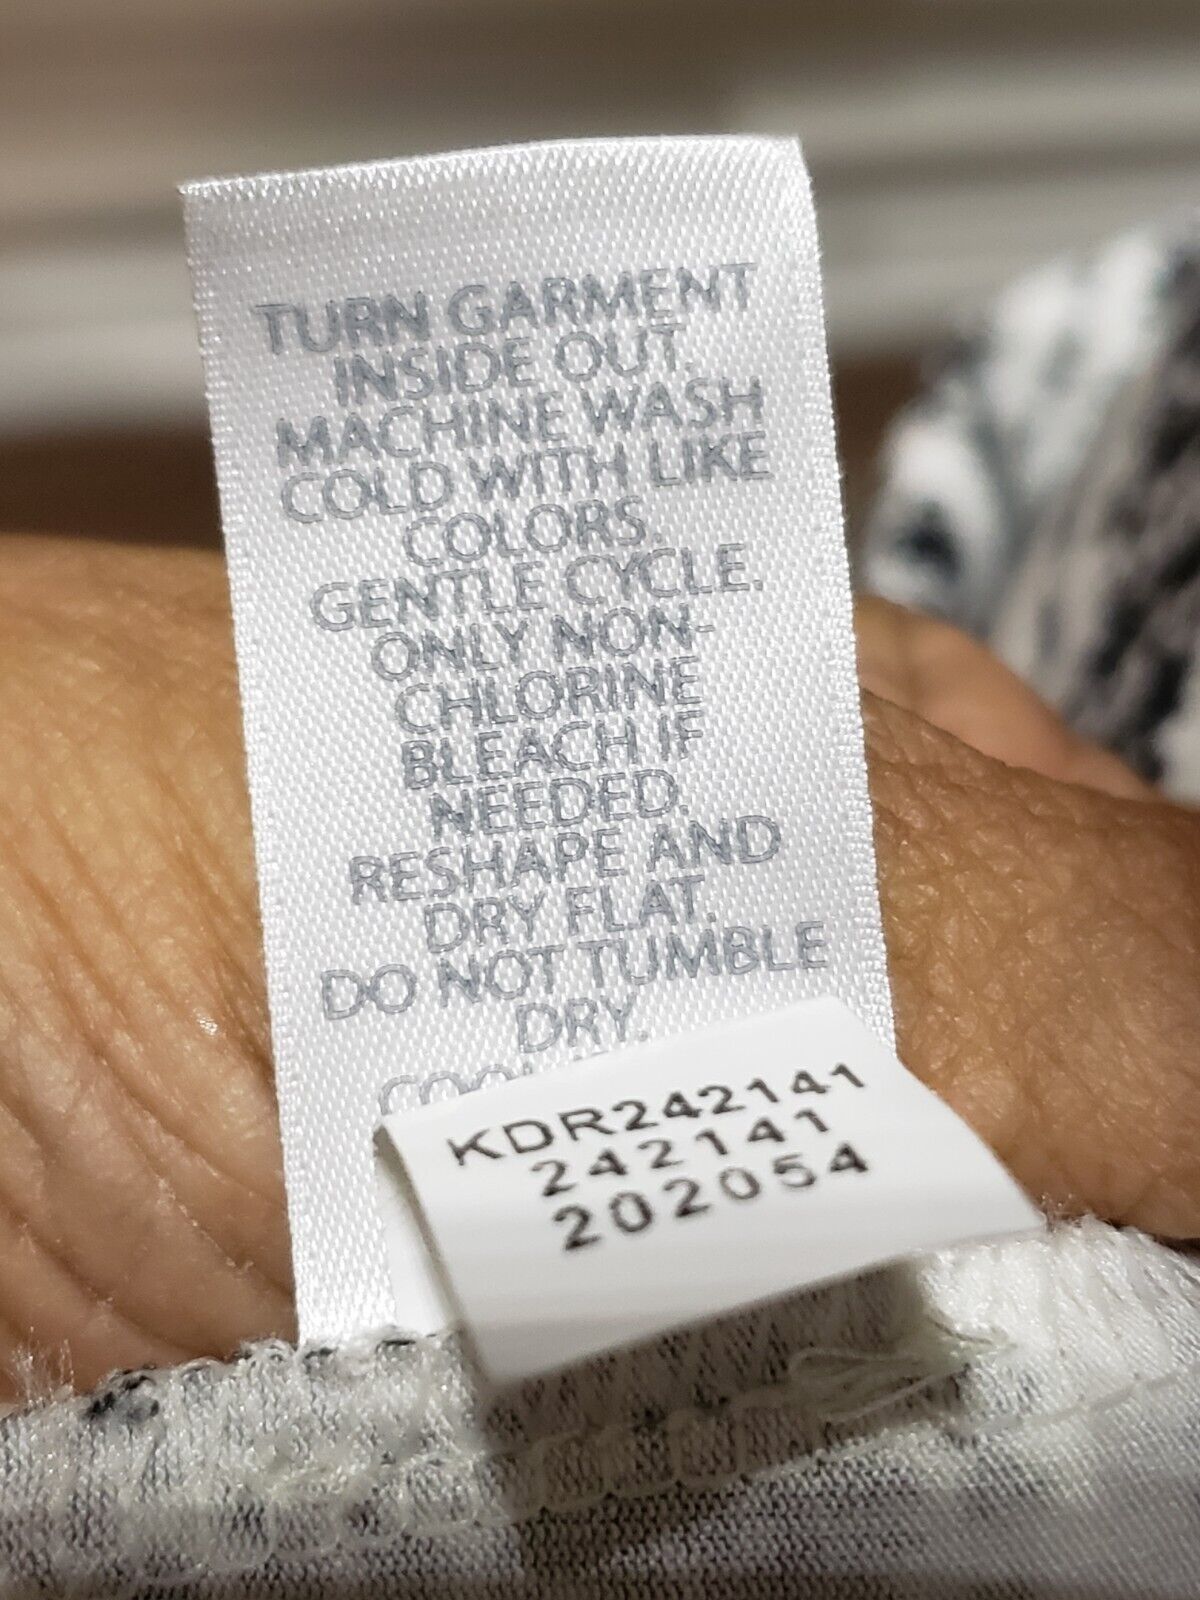 TURN GARMENT
INSIDE OUT.
MACHINE WASH
COLD WITH LIKE
COLORS.
GENTLE CYCLE.
ONLY NON-
CHLORINE
BLEACH IF
NEEDED.
RESHAPE AND
DRY FLAT.
DO NOT TUMBLE
DRY.
KDR242141
242141
202054